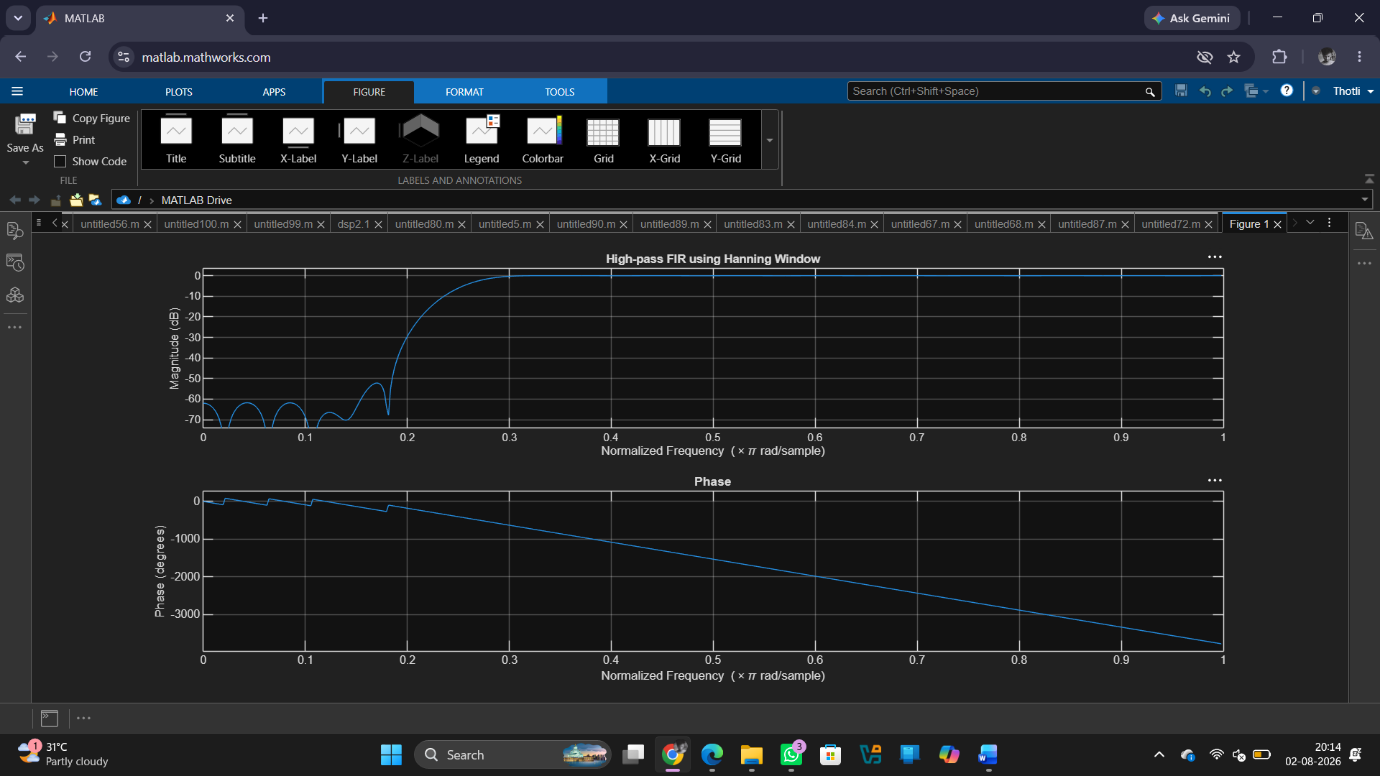 MATLAB
Ask Gemini
matlab.mathworks.com
HOME PLOTS APPS FIGURE FORMAT TOOLS
Search (Ctrl+Shift+Space)
Thotli
Save As
Copy Figure
Print
Show Code
FILE
Title Subtitle X-Label Y-Label Z-Label Legend Colorbar Grid X-Grid Y-Grid
LABELS AND ANNOTATIONS
/ > MATLAB Drive
untitled56.m untitled100.m untitled99.m dsp2.1 untitled80.m untitled5.m untitled90.m untitled89.m untitled83.m untitled84.m untitled67.m untitled68.m untitled87.m untitled72.m Figure 1
High-pass FIR using Hanning Window
Magnitude (dB)
0
-10
-20
-30
-40
-50
-60
-70
0 0.1 0.2 0.3 0.4 0.5 0.6 0.7 0.8 0.9 1
Normalized Frequency (× π rad/sample)
Phase
Phase (degrees)
0
-1000
-2000
-3000
0 0.1 0.2 0.3 0.4 0.5 0.6 0.7 0.8 0.9 1
Normalized Frequency (× π rad/sample)
1
31°C
Partly cloudy
Search
3
20:14
02-08-2026